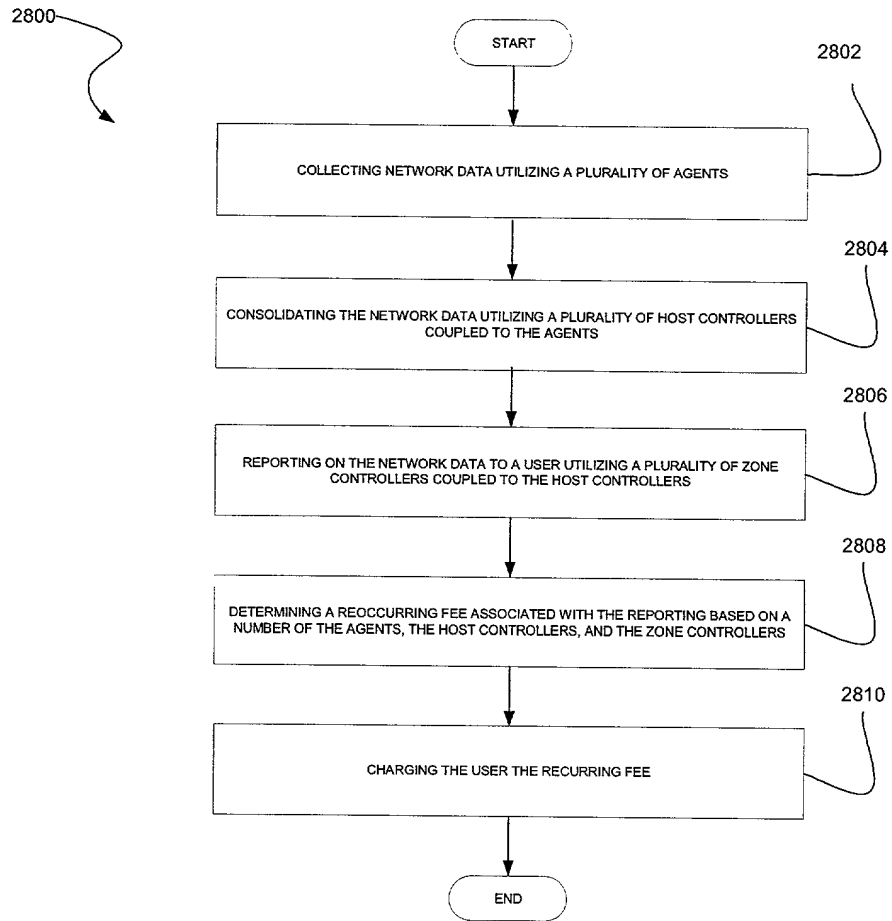 2800
START
2802
COLLECTING NETWORK DATA UTILIZING A PLURALITY OF AGENTS
2804
CONSOLIDATING THE NETWORK DATA UTILIZING A PLURALITY OF HOST CONTROLLERS
COUPLED TO THE AGENTS
2806
REPORTING ON THE NETWORK DATA TO A USER UTILIZING A PLURALITY OF ZONE
CONTROLLERS COUPLED TO THE HOST CONTROLLERS
2808
DETERMINING A REOCCURRING FEE ASSOCIATED WITH THE REPORTING BASED ON A
NUMBER OF THE AGENTS, THE HOST CONTROLLERS, AND THE ZONE CONTROLLERS
2810
CHARGING THE USER THE RECURRING FEE
END